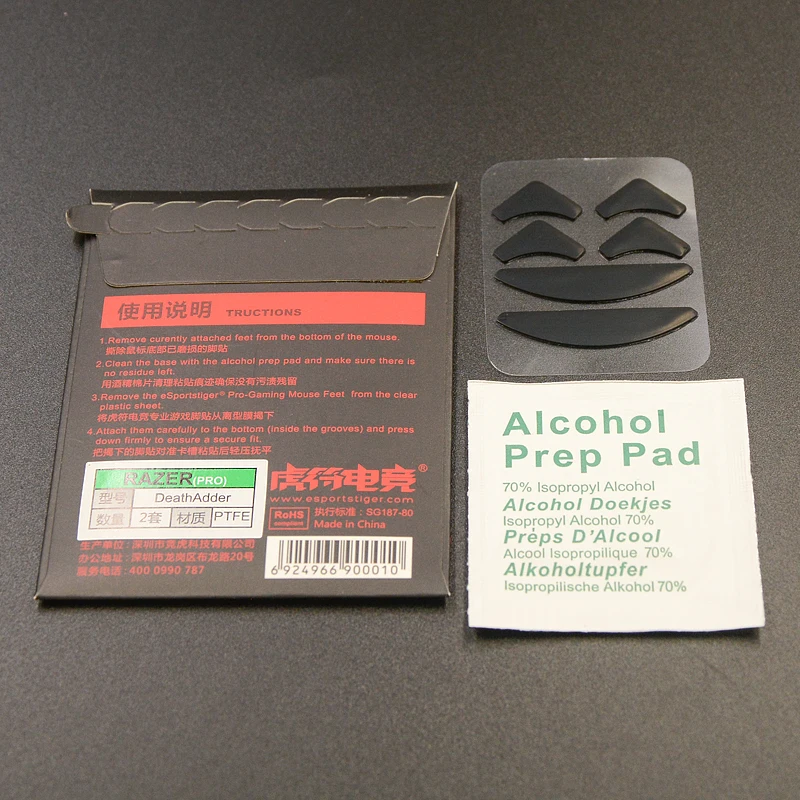 使用说明 TRUCTIONS
1.Remove curently attached feet from the bottom of the mouse.
撕除鼠标底部己磨损的脚贴
2.Clean the base with the alcohol prep pad and make sure there is
no residue left.
用酒精棉片清理粘贴痕迹确保没有污渍残留
3.Remove the eSportstiger® Pro-Gaming Mouse Feet from the clear
plastic sheet.
将虎符电竞专业游戏脚贴从离型膜揭下
4.Attach them carefully to the bottom (inside the grooves) and press
down firmly to ensure a secure fit.
把揭下的脚贴对准卡槽粘贴后轻压抚平
RAZER(PRO)
型号 DeathAdder
数量 2套 材质 PTFE
虎符电竞®
www.esportstiger.com
RoHS
compliant
执行标准：SG187-80
Made in China
生产单位：深圳市竞虎科技有限公司
办公地址：深圳市龙岗区布龙路20号
服务电话：400 0990 787
6 924966 900010
Alcohol
Prep Pad
70% Isopropyl Alcohol
Alcohol Doekjes
Isopropyl Alcohol 70%
Prèps D'Alcool
Alcool Isopropilique 70%
Alkoholtupfer
Isopropilische Alkohol 70%